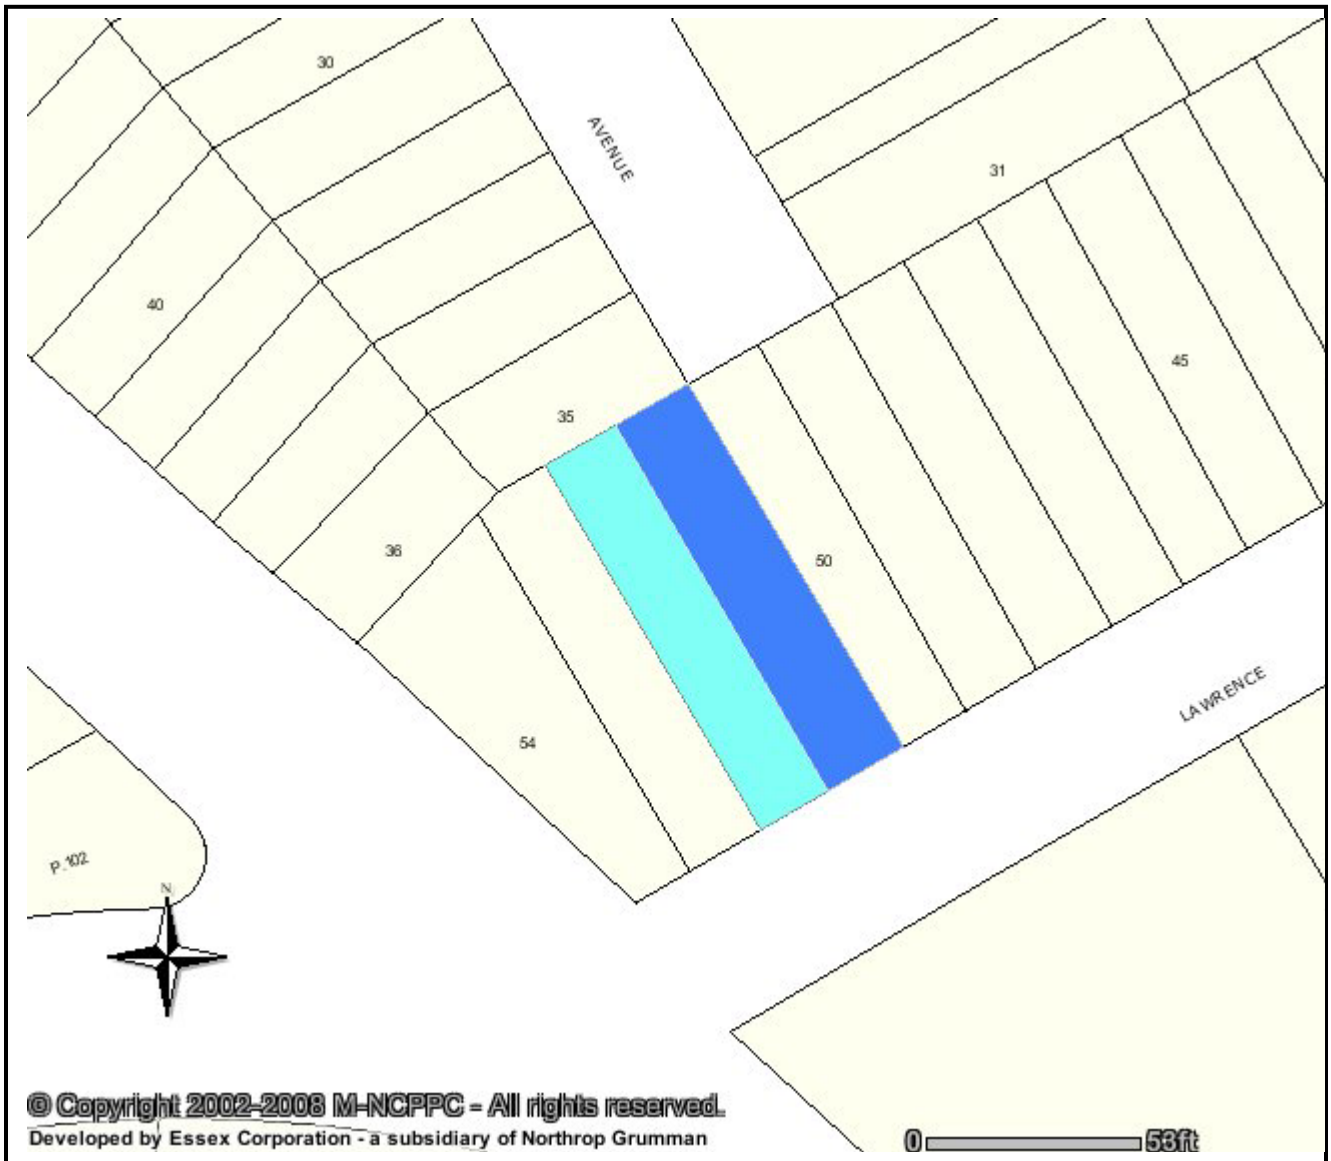 30
AVENUE
31
40
45
35
36
50
LAWRENCE
54
P. 102
N
© Copyright 2002-2008 M-NCPPC - All rights reserved.
Developed by Essex Corporation - a subsidiary of Northrop Grumman
0 53ft